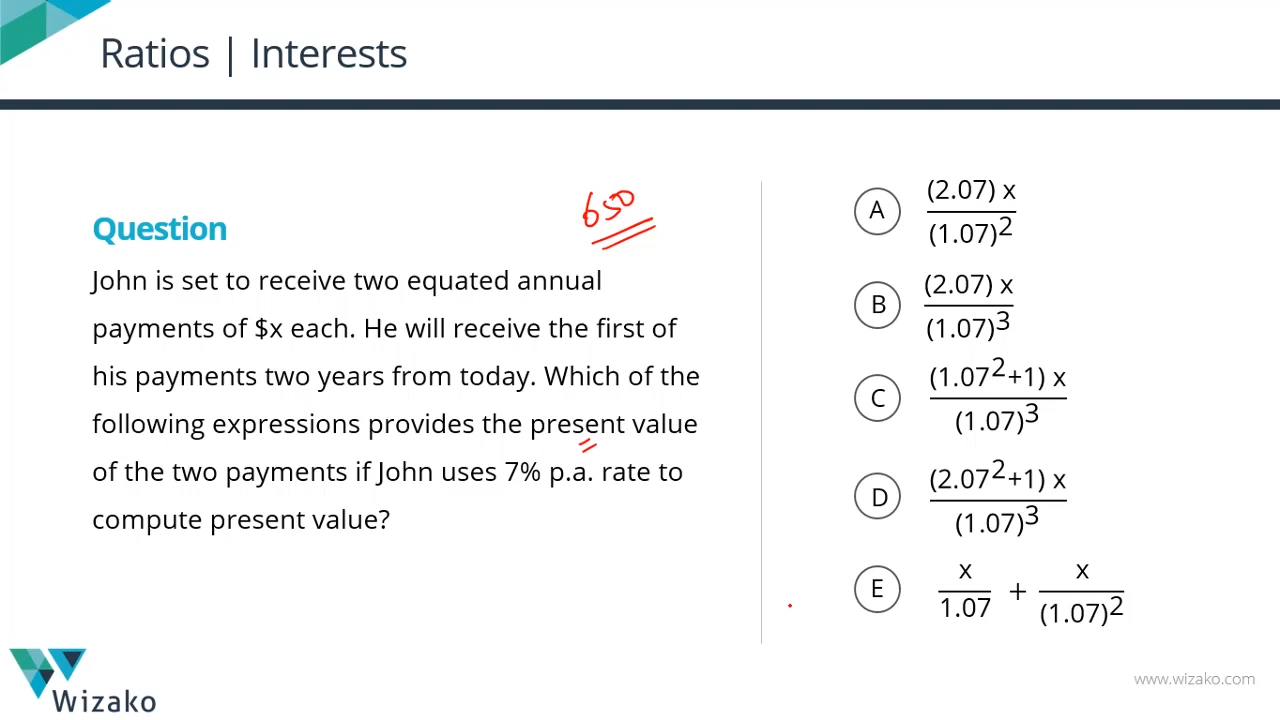 Ratios | Interests
650
Question
John is set to receive two equated annual
payments of $x each. He will receive the first of
his payments two years from today. Which of the
following expressions provides the present value
of the two payments if John uses 7% p.a. rate to
compute present value?
A (2.07) x / (1.07)²
B (2.07) x / (1.07)³
C (1.07²+1) x / (1.07)³
D (2.07²+1) x / (1.07)³
E x / 1.07 + x / (1.07)²
Wizako
www.wizako.com